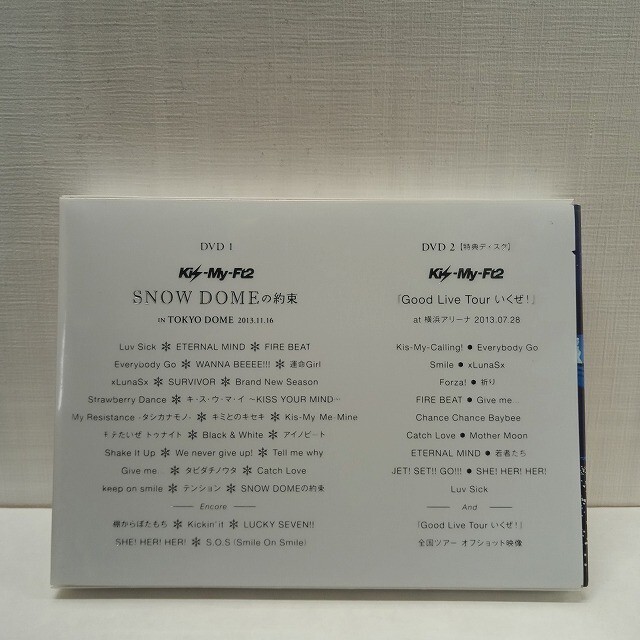 DVD 1
Kis-My-Ft2
SNOW DOMEの約束
IN TOKYO DOME 2013.11.16
Luv Sick ✻ ETERNAL MIND ✻ FIRE BEAT
Everyoody Go ✻ WANNA BEEEE!!! ✻ 運命Girl
xLunaSx ✻ SURVIVOR ✻ Brand New Season
Strawberry Dance ✻ キ・ス・ウ・マ・イ ～KISS YOUR MIND～
My Resistance -タシカナモノ- ✻ キミとのキセキ ✻ Kis-My-Me-Mine
キテたいぜ トゥナイト ✻ Black & White ✻ アイノビート
Shake It Up ✻ We never give up! ✻ Tell me why
Give me… ✻ タビダチノウタ ✻ Catch Love
keep on smile ✻ テンション ✻ SNOW DOMEの約束
Encore
棚からぼたもち ✻ Kickin' it ✻ LUCKY SEVEN!!
SHE! HER! HER! ✻ S.O.S (Smile On Smile)
DVD 2【特典ディスク】
Kis-My-Ft2
『Good Live Tour いくぜ!』
at 横浜アリーナ 2013.07.28
Kis-My-Calling! ● Everybody Go
Smile ● xLunaSx
Forza! ● 祈り
FIRE BEAT ● Give me…
Chance Chance Baybee
Catch Love ● Mother Moon
ETERNAL MIND ● 若者たち
JET! SET!! GO!!! ● SHE! HER! HER!
Luv Sick
And
『Good Live Tour いくぜ!』
全国ツアー オフショット映像